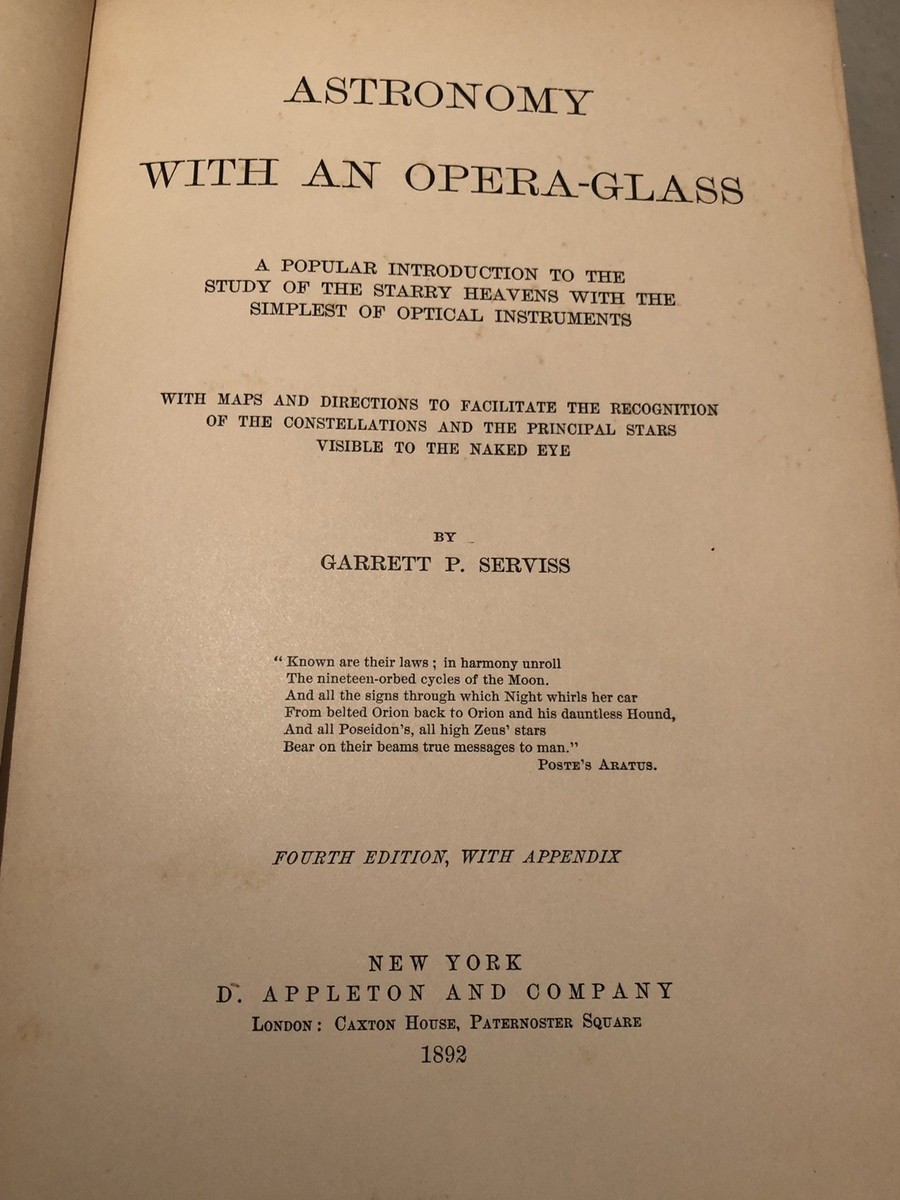 ASTRONOMY
WITH AN OPERA-GLASS
A POPULAR INTRODUCTION TO THE
STUDY OF THE STARRY HEAVENS WITH THE
SIMPLEST OF OPTICAL INSTRUMENTS
WITH MAPS AND DIRECTIONS TO FACILITATE THE RECOGNITION
OF THE CONSTELLATIONS AND THE PRINCIPAL STARS
VISIBLE TO THE NAKED EYE
BY
GARRETT P. SERVISS
“ Known are their laws ; in harmony unroll
The nineteen-orbed cycles of the Moon.
And all the signs through which Night whirls her car
From belted Orion back to Orion and his dauntless Hound,
And all Poseidon’s, all high Zeus’ stars
Bear on their beams true messages to man.”
POSTE’S ARATUS.
FOURTH EDITION, WITH APPENDIX
NEW YORK
D. APPLETON AND COMPANY
LONDON: CAXTON HOUSE, PATERNOSTER SQUARE
1892